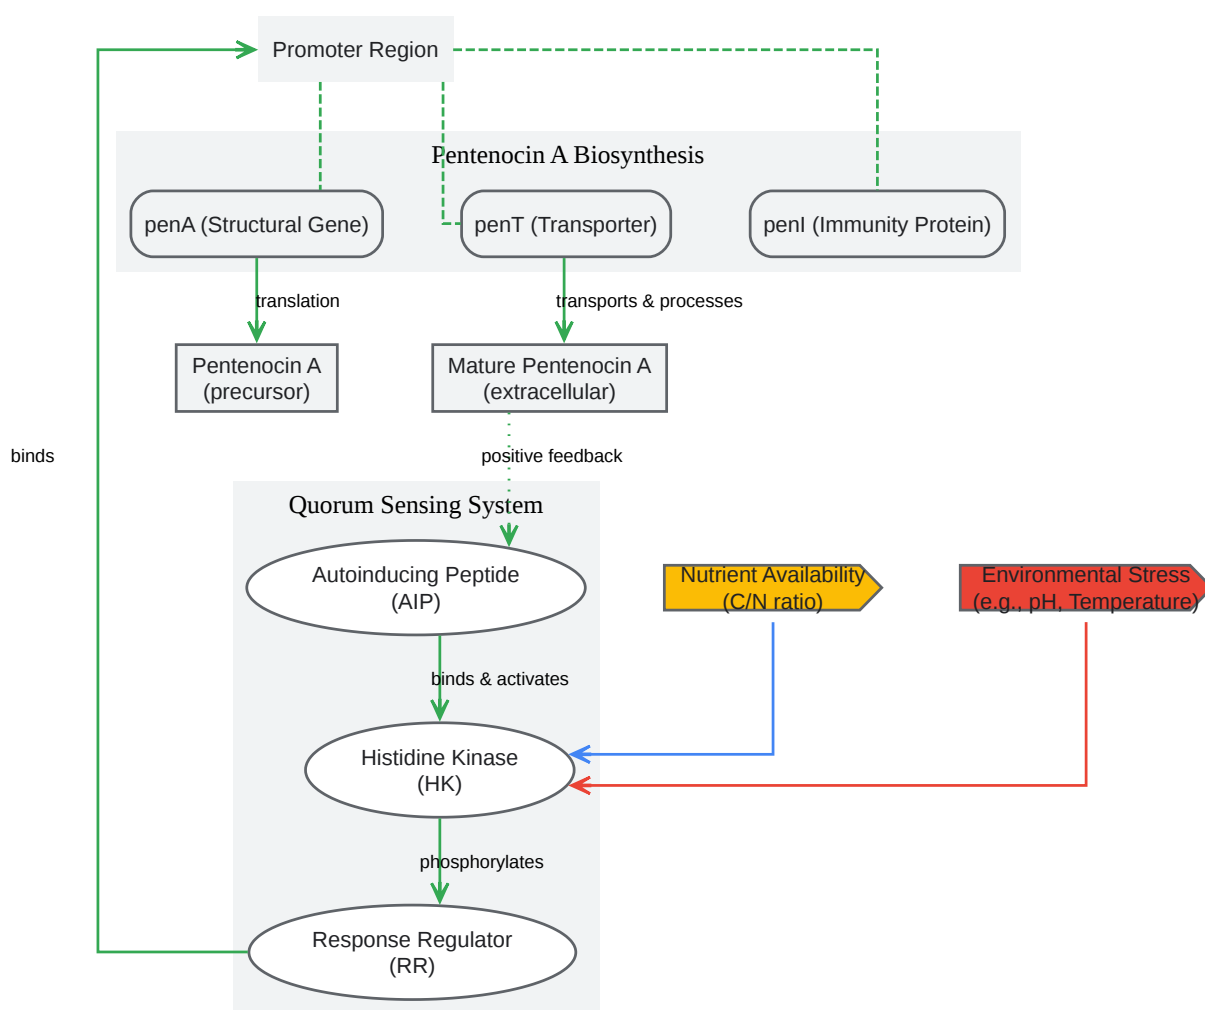 Promoter Region
Pentenocin A Biosynthesis
penA (Structural Gene)
penT (Transporter)
penI (Immunity Protein)
translation
transports & processes
Pentenocin A
(precursor)
Mature Pentenocin A
(extracellular)
binds
positive feedback
Quorum Sensing System
Autoinducing Peptide
(AIP)
Nutrient Availability
(C/N ratio)
Environmental Stress
(e.g., pH, Temperature)
binds & activates
Histidine Kinase
(HK)
phosphorylates
Response Regulator
(RR)